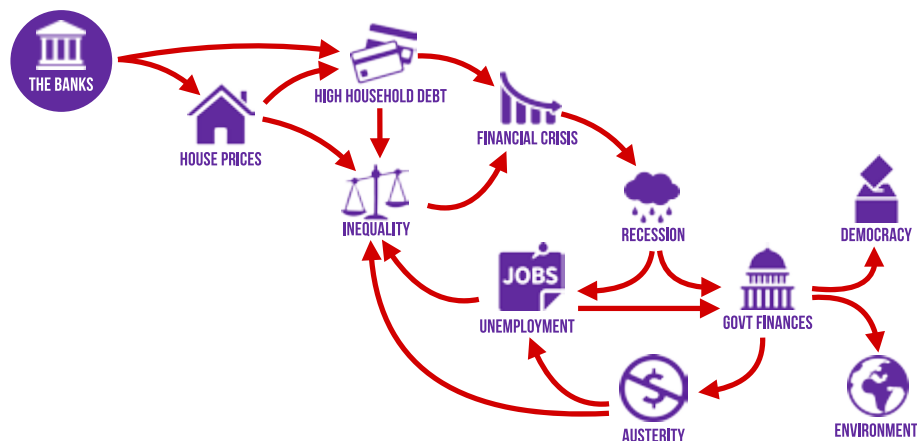 THE BANKS
HIGH HOUSEHOLD DEBT
HOUSE PRICES
FINANCIAL CRISIS
INEQUALITY
RECESSION
DEMOCRACY
JOBS
UNEMPLOYMENT
GOVT FINANCES
$
AUSTERITY
ENVIRONMENT